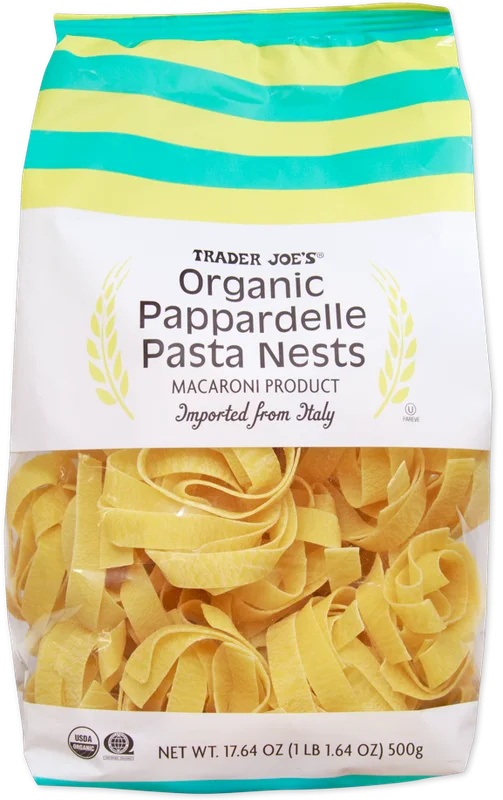 TRADER JOE'S®
Organic
Pappardelle
Pasta Nests
MACARONI PRODUCT
Imported from Italy
U
PAREVE
USDA
ORGANIC
NET WT. 17.64 OZ (1 LB 1.64 OZ) 500g